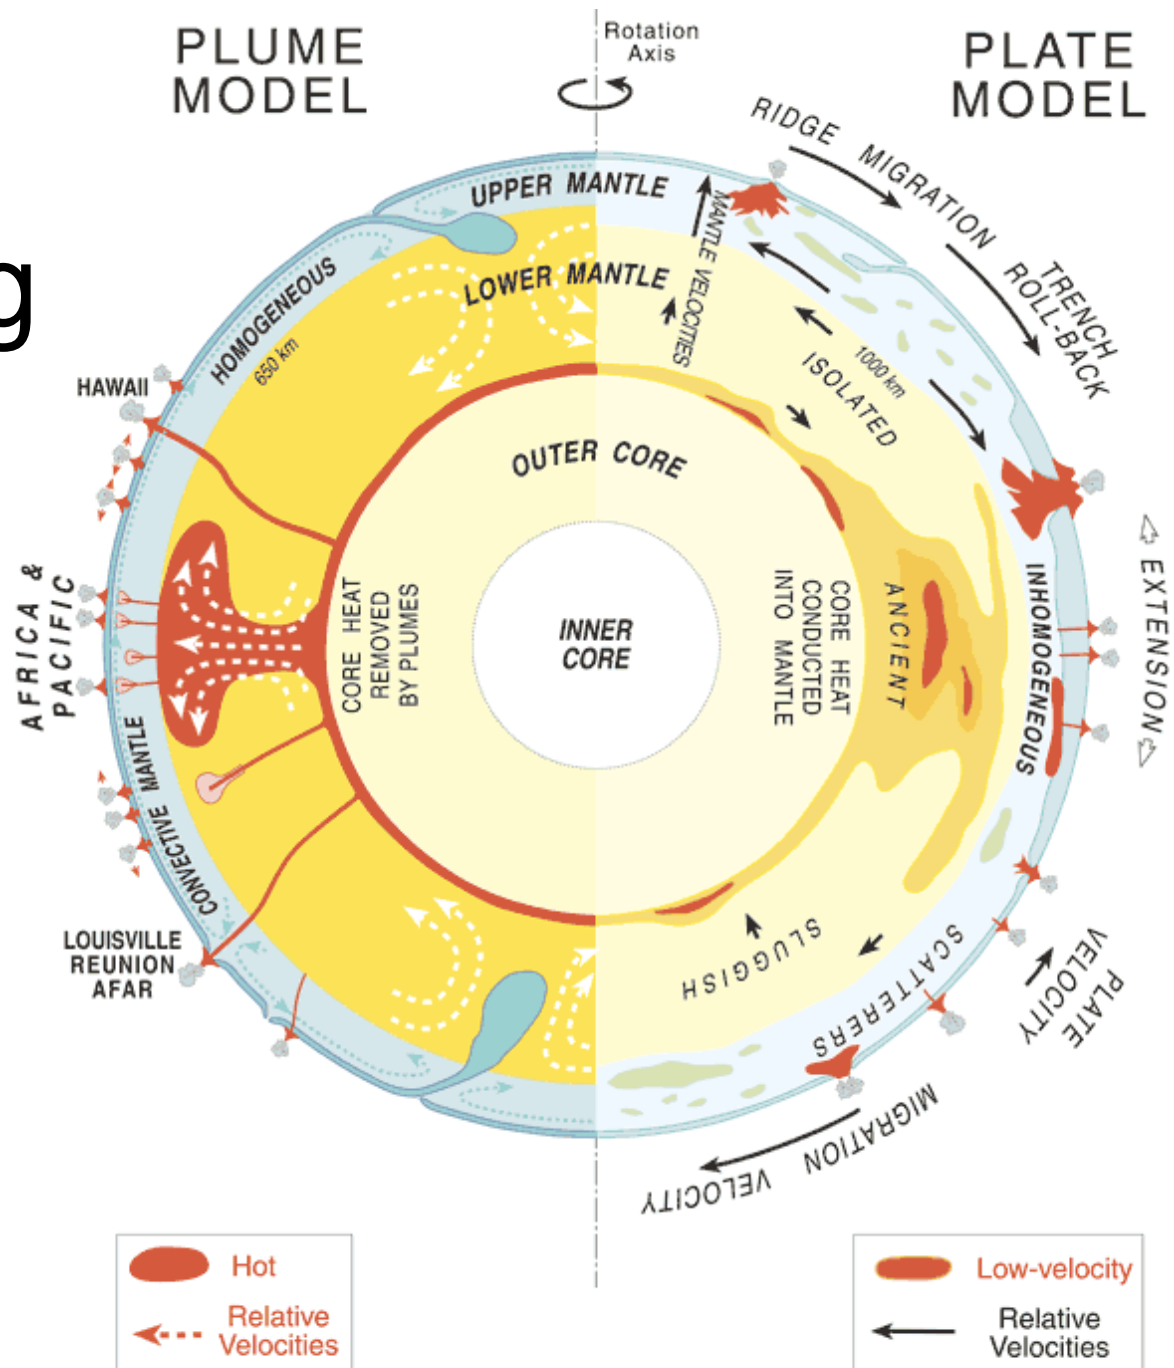 g
PLUME
MODEL
Rotation
Axis
PLATE
MODEL
RIDGE MIGRATION
TRENCH
ROLL-BACK
UPPER MANTLE
MANTLE VELOCITIES
LOWER MANTLE
HOMOGENEOUS
650 km
1000 km
ISOLATED
HAWAII
OUTER CORE
AFRICA &
PACIFIC
CORE HEAT
REMOVED
BY PLUMES
INNER
CORE
CORE HEAT
CONDUCTED
INTO MANTLE
ANCIENT
INHOMOGENEOUS
EXTENSION
CONVECTIVE MANTLE
LOUISVILLE
REUNION
AFAR
SLUGGISH
SCATTERERS
PLATE
VELOCITY
MIGRATION VELOCITY
Hot
Relative
Velocities
Low-velocity
Relative
Velocities